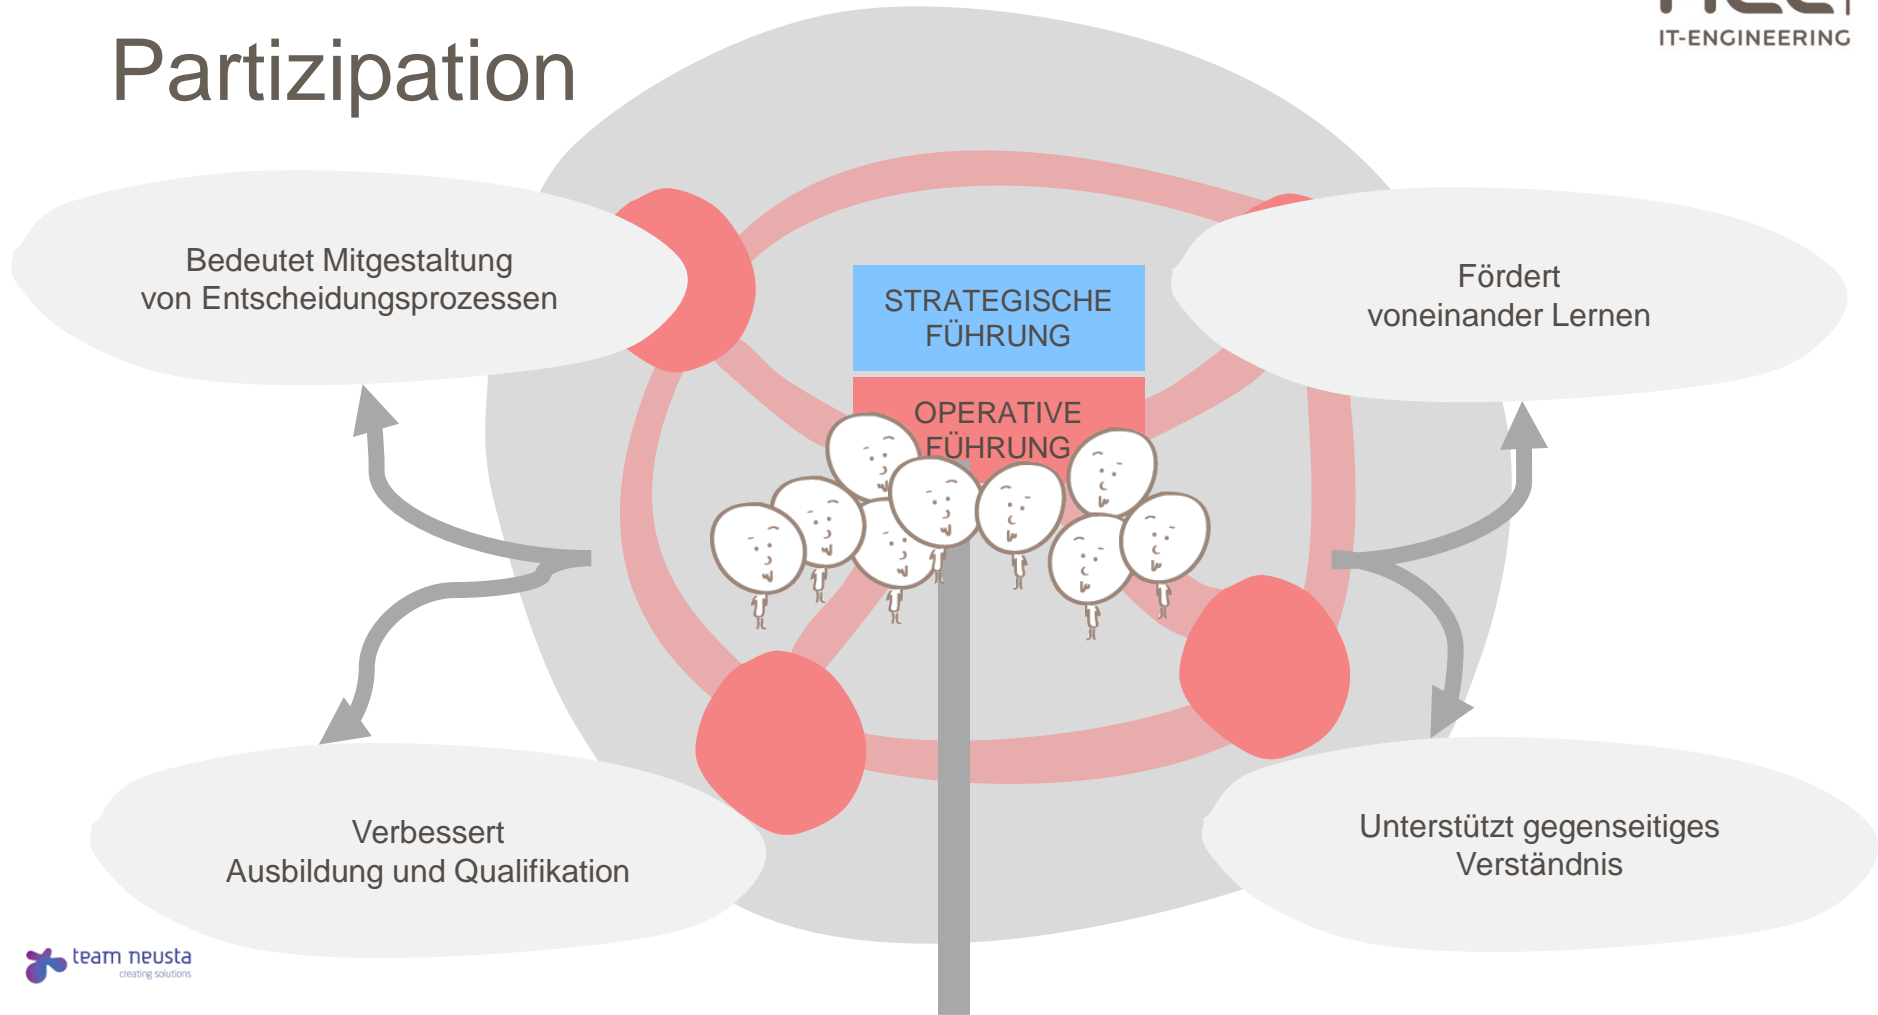 Partizipation
IT-ENGINEERING
Bedeutet Mitgestaltung
von Entscheidungsprozessen
STRATEGISCHE
FÜHRUNG
Fördert
voneinander Lernen
OPERATIVE
FÜHRUNG
Verbessert
Ausbildung und Qualifikation
Unterstützt gegenseitiges
Verständnis
team neusta
creating solutions